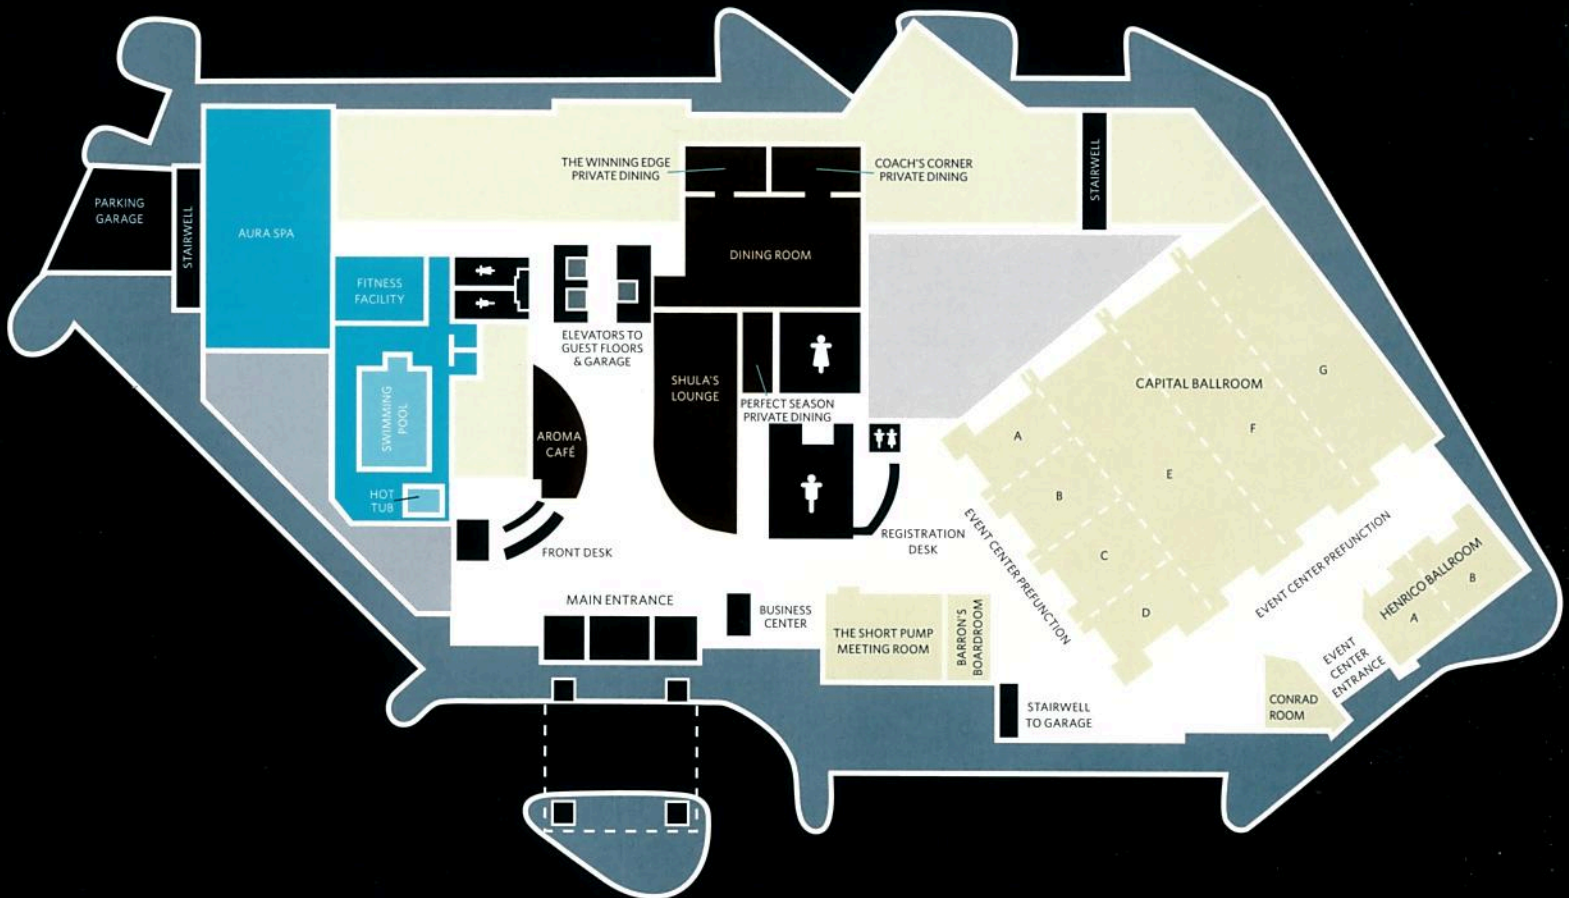 THE WINNING EDGE
PRIVATE DINING
COACH'S CORNER
PRIVATE DINING
STAIRWELL
PARKING
GARAGE
STAIRWELL
AURA SPA
DINING ROOM
FITNESS
FACILITY
ELEVATORS TO
GUEST FLOORS
& GARAGE
SWIMMING
POOL
SHULA'S
LOUNGE
PERFECT SEASON
PRIVATE DINING
CAPITAL BALLROOM
G
A
F
AROMA
CAFÉ
E
B
HOT
TUB
FRONT DESK
REGISTRATION
DESK
EVENT CENTER PREFUNCTION
C
D
EVENT CENTER PREFUNCTION
HENRICO BALLROOM
B
A
MAIN ENTRANCE
BUSINESS
CENTER
THE SHORT PUMP
MEETING ROOM
BARRON'S
BOARDROOM
EVENT
CENTER
ENTRANCE
CONRAD
ROOM
STAIRWELL
TO GARAGE